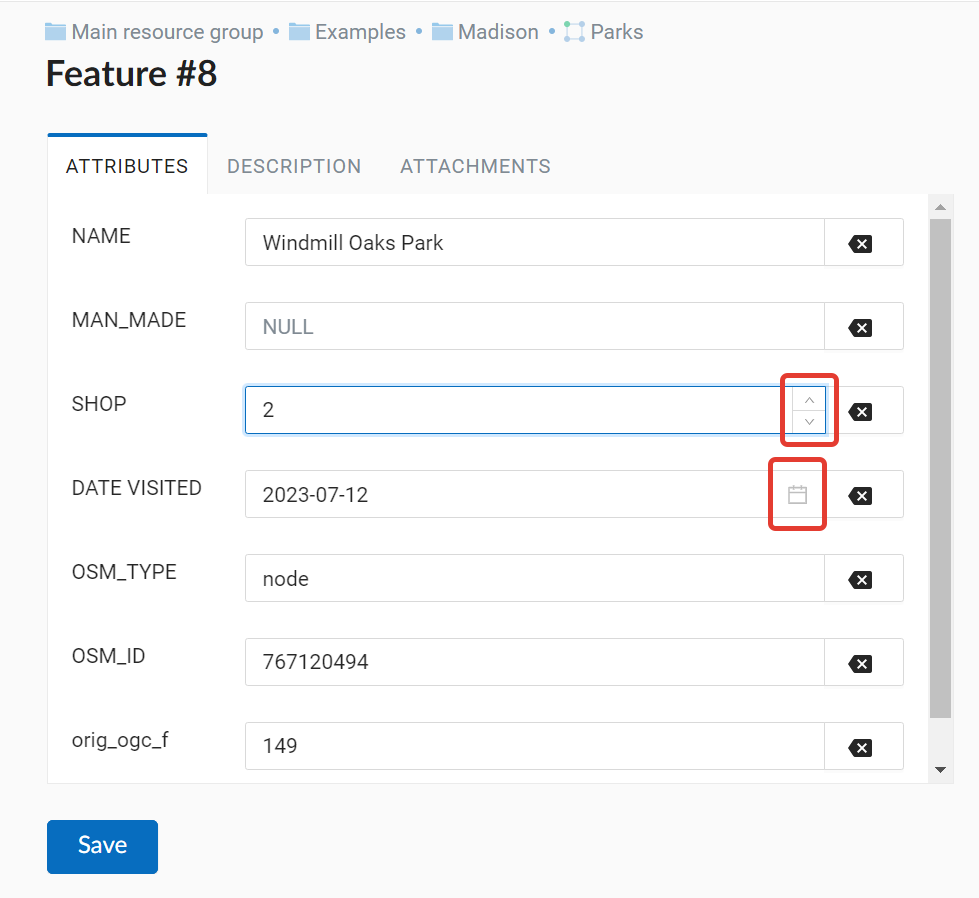 Main resource group • Examples • Madison • Parks
Feature #8
ATTRIBUTES DESCRIPTION ATTACHMENTS
NAME Windmill Oaks Park
MAN_MADE NULL
SHOP 2
DATE VISITED 2023-07-12
OSM_TYPE node
OSM_ID 767120494
orig_ogc_f 149
Save